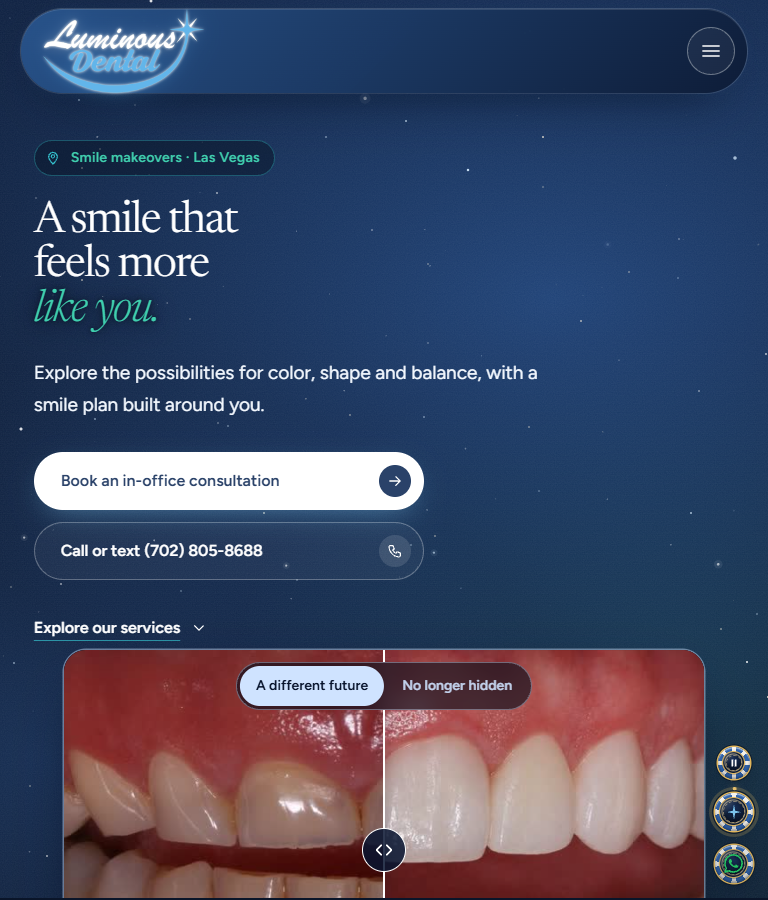 Luminous
Dental
Smile makeovers · Las Vegas
A smile that
feels more
like you.
Explore the possibilities for color, shape and balance, with a
smile plan built around you.
Book an in-office consultation
Call or text (702) 805-8688
Explore our services
A different future
No longer hidden